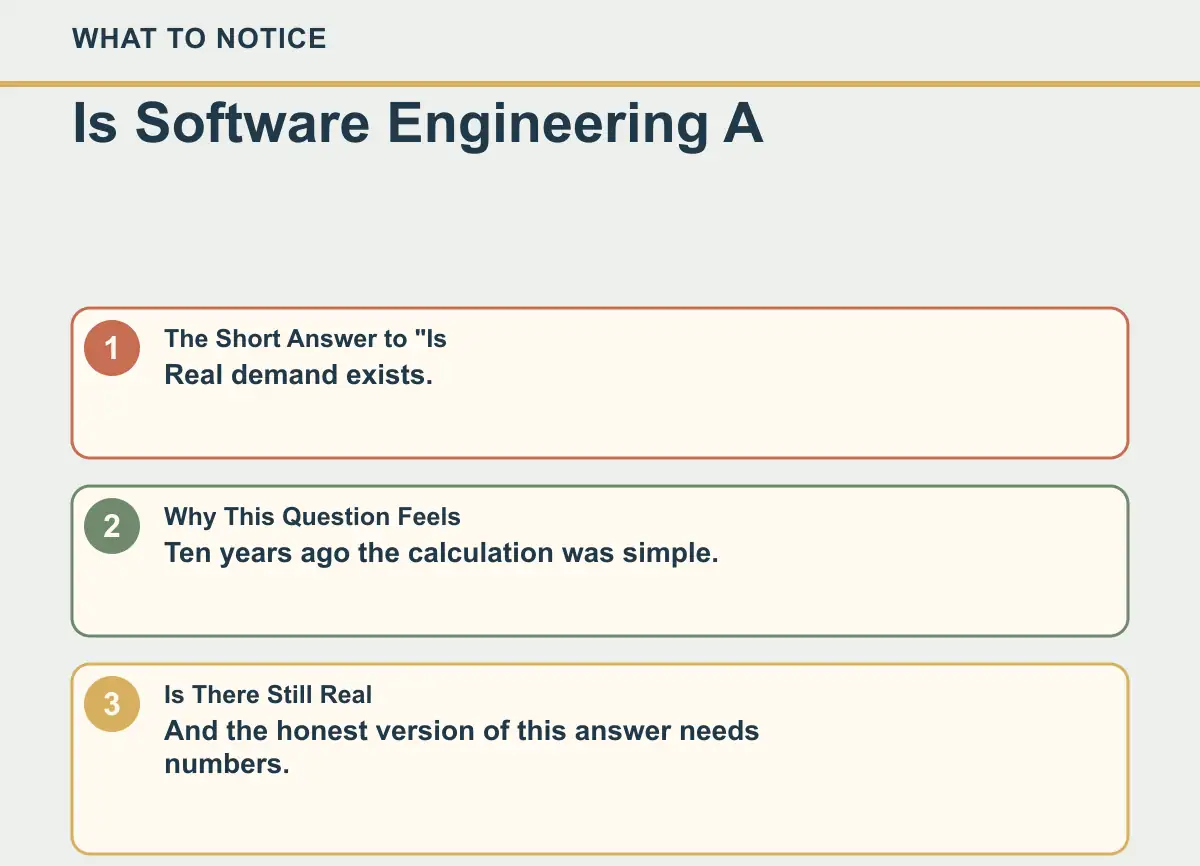 WHAT TO NOTICE
Is Software Engineering A
1
The Short Answer to "Is
Real demand exists.
2
Why This Question Feels
Ten years ago the calculation was simple.
3
Is There Still Real
And the honest version of this answer needs
numbers.